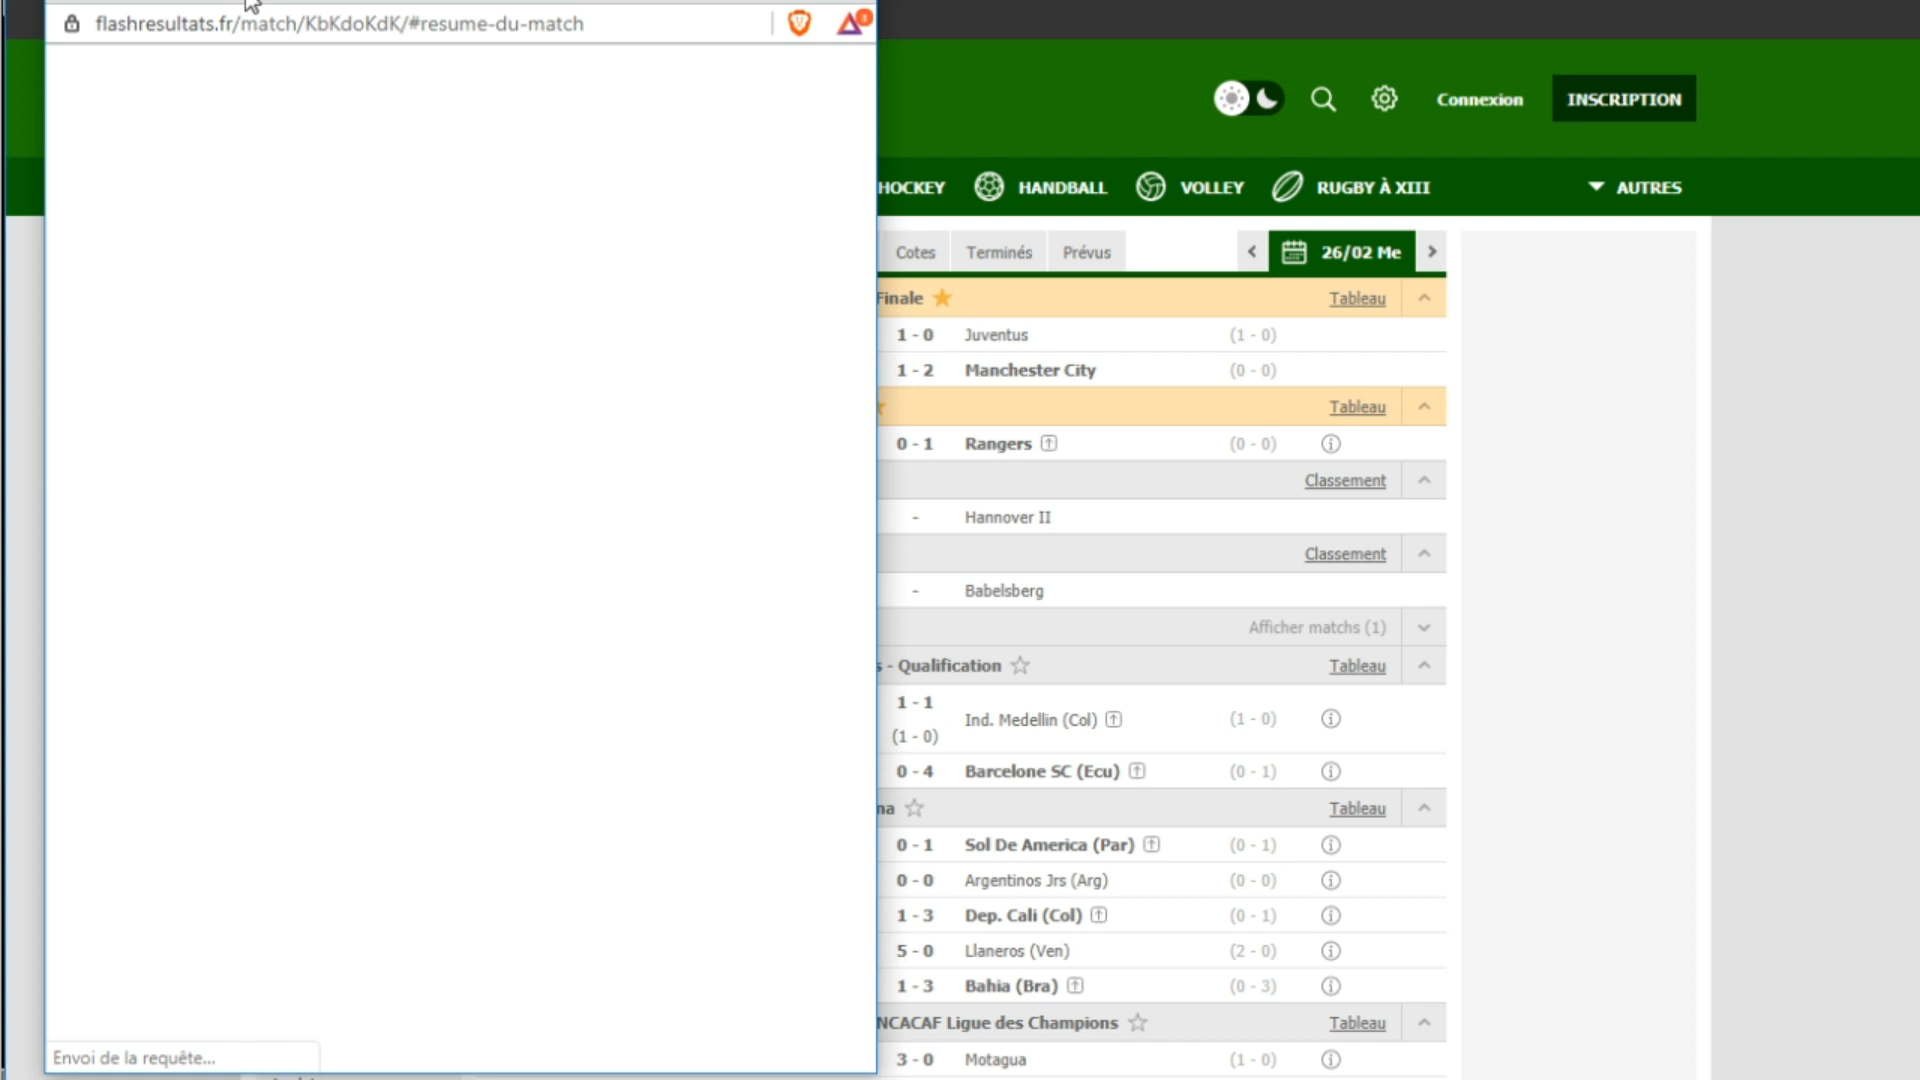 flashresultats.fr/match/KbKdoKdK/#resume-du-match
Connexion
INSCRIPTION
HOCKEY
HANDBALL
VOLLEY
RUGBY À XIII
AUTRES
Cotes
Terminés
Prévus
26/02 Me
Finale
Tableau
1 - 0 Juventus (1 - 0)
1 - 2 Manchester City (0 - 0)
Tableau
0 - 1 Rangers (0 - 0)
Classement
- Hannover II
Classement
- Babelsberg
Afficher matchs (1)
s - Qualification
Tableau
1 - 1
(1 - 0)
Ind. Medellin (Col) (1 - 0)
0 - 4 Barcelone SC (Ecu) (0 - 1)
na
Tableau
0 - 1 Sol De America (Par) (0 - 1)
0 - 0 Argentinos Jrs (Arg) (0 - 0)
1 - 3 Dep. Cali (Col) (0 - 1)
5 - 0 Llaneros (Ven) (2 - 0)
1 - 3 Bahia (Bra) (0 - 3)
NCACAF Ligue des Champions
Tableau
3 - 0 Motagua (1 - 0)
Envoi de la requête...